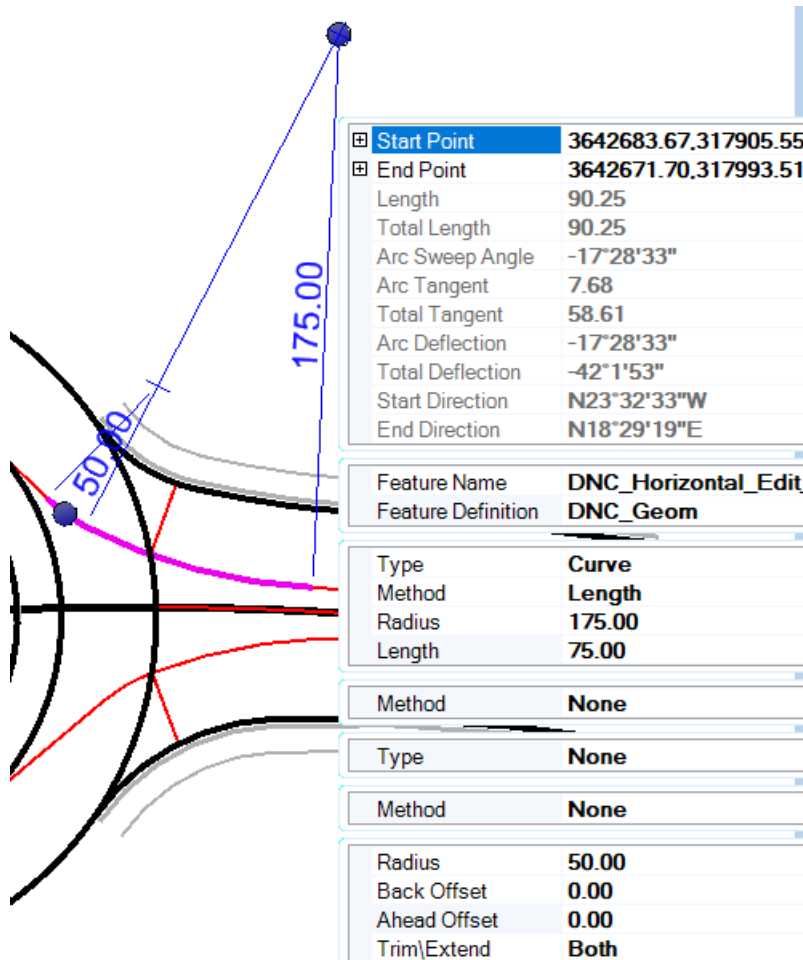 175.00
50.00
Start Point 3642683.67,317905.55
End Point 3642671.70,317993.51
Length 90.25
Total Length 90.25
Arc Sweep Angle -17°28'33"
Arc Tangent 7.68
Total Tangent 58.61
Arc Deflection -17°28'33"
Total Deflection -42°1'53"
Start Direction N23°32'33"W
End Direction N18°29'19"E
Feature Name DNC_Horizontal_Edit_
Feature Definition DNC_Geom
Type Curve
Method Length
Radius 175.00
Length 75.00
Method None
Type None
Method None
Radius 50.00
Back Offset 0.00
Ahead Offset 0.00
Trim\Extend Both